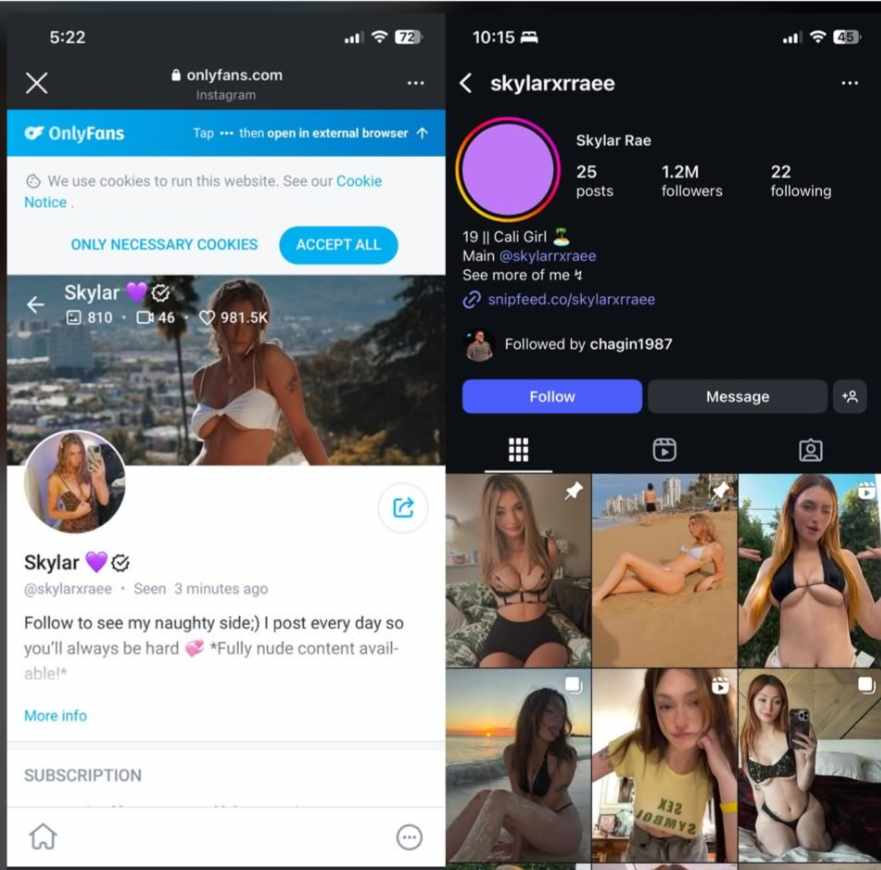 5:22
72
onlyfans.com
Instagram
OnlyFans
Tap ••• then open in external browser ↑
We use cookies to run this website. See our Cookie
Notice .
ONLY NECESSARY COOKIES
ACCEPT ALL
Skylar 💜
810 · 46 · 981.5K
Skylar 💜
@skylarxraee · Seen 3 minutes ago
Follow to see my naughty side;) I post every day so
you'll always be hard 💞 *Fully nude content avail-
able!*
More info
SUBSCRIPTION
10:15
45
skylarxrraee
Skylar Rae
25 1.2M 22
posts followers following
19 || Cali Girl 🏝️
Main @skylarrxraee
See more of me ↯
snipfeed.co/skylarxrraee
Followed by chagin1987
Follow
Message
SEX
SYMBOL